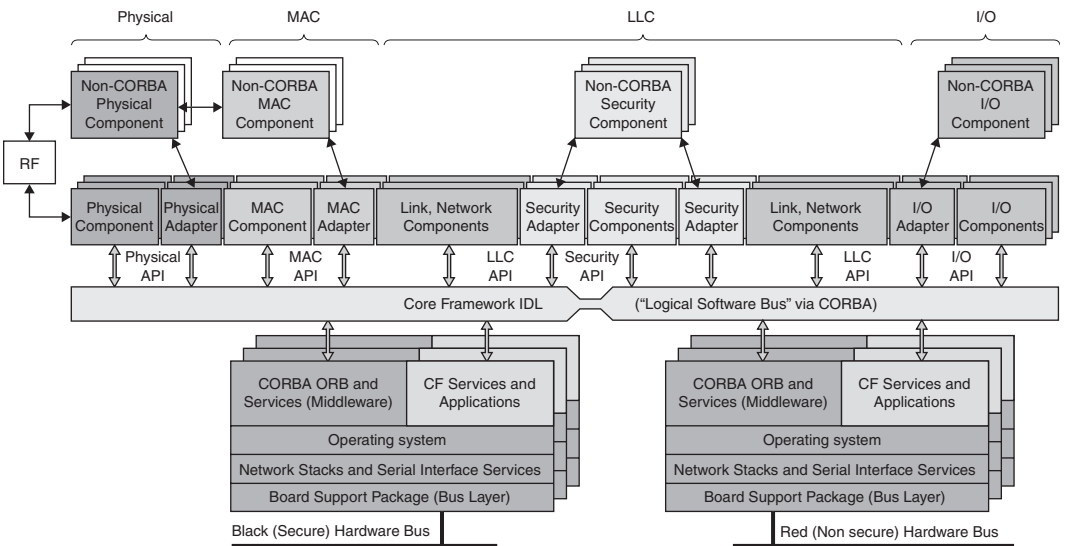 Physical
MAC
LLC
I/O
Non-CORBA
Physical
Component
Non-CORBA
MAC
Component
Non-CORBA
Security
Component
Non-CORBA
I/O
Component
RF
Physical
Component
Physical
Adapter
MAC
Component
MAC
Adapter
Link, Network
Components
Security
Adapter
Security
Components
Security
Adapter
Link, Network
Components
I/O
Adapter
I/O
Components
Physical
API
MAC
API
LLC
API
Security
API
LLC
API
I/O
API
Core Framework IDL
(“Logical Software Bus” via CORBA)
CORBA ORB and
Services (Middleware)
CF Services and
Applications
Operating system
Network Stacks and Serial Interface Services
Board Support Package (Bus Layer)
Black (Secure) Hardware Bus
CORBA ORB and
Services (Middleware)
CF Services and
Applications
Operating system
Network Stacks and Serial Interface Services
Board Support Package (Bus Layer)
Red (Non secure) Hardware Bus